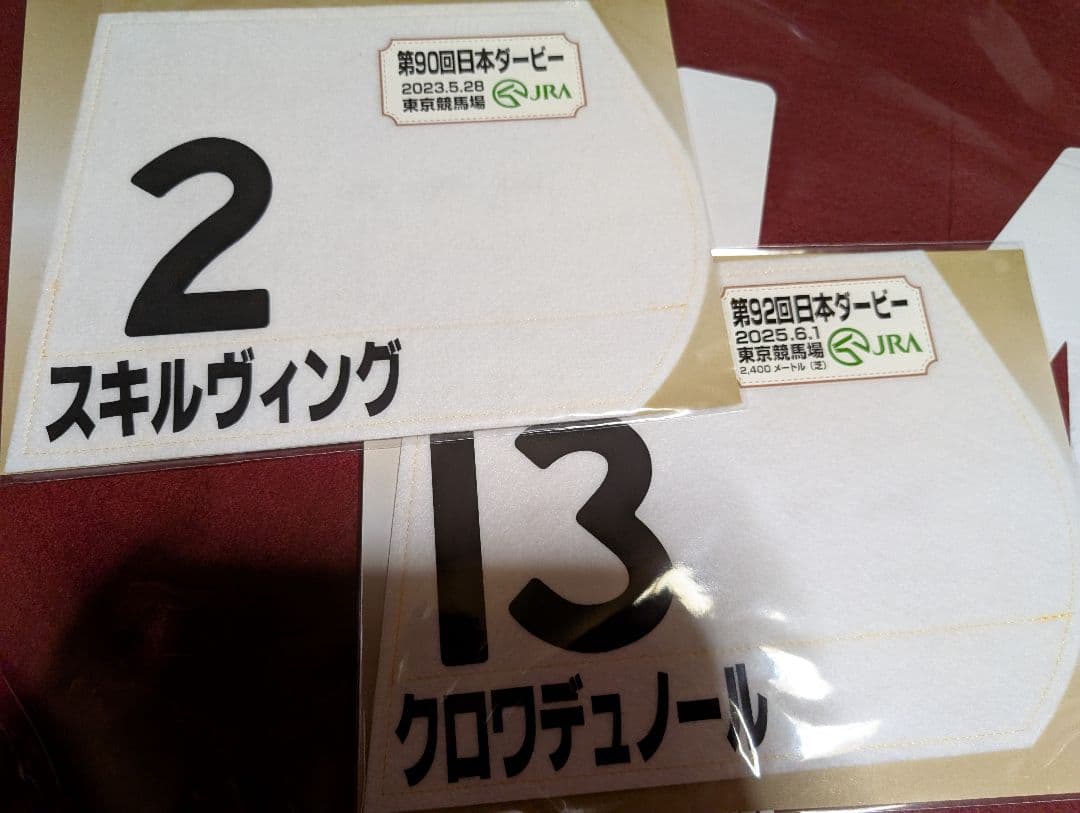 第90回日本ダービー
2023.5.28
東京競馬場 JRA
2
スキルヴィング
第92回日本ダービー
2025.6.1
東京競馬場 JRA
2,400メートル(芝)
13
クロワデュノール